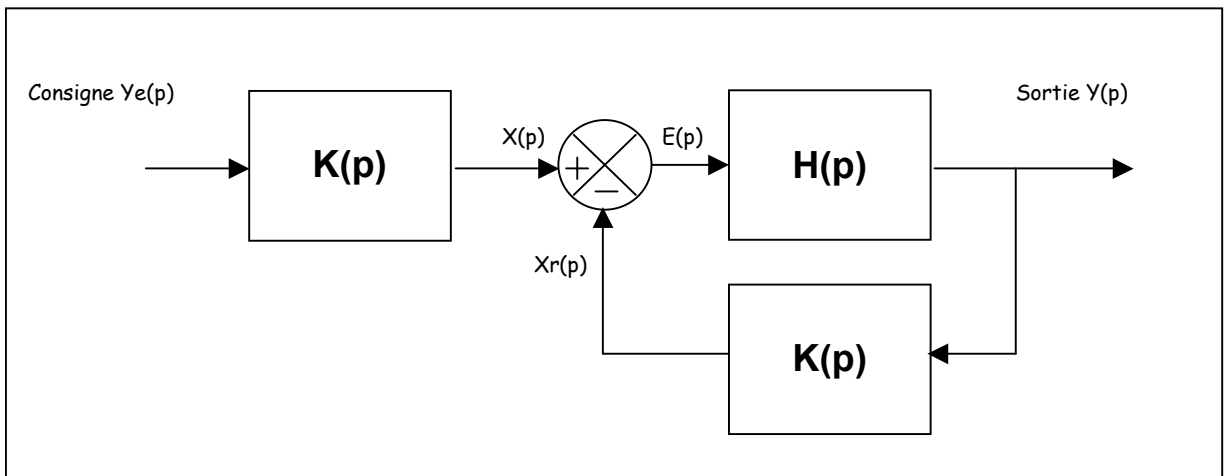 Consigne Ye(p)
Sortie Y(p)
K(p)
X(p)
+
−
E(p)
H(p)
Xr(p)
K(p)